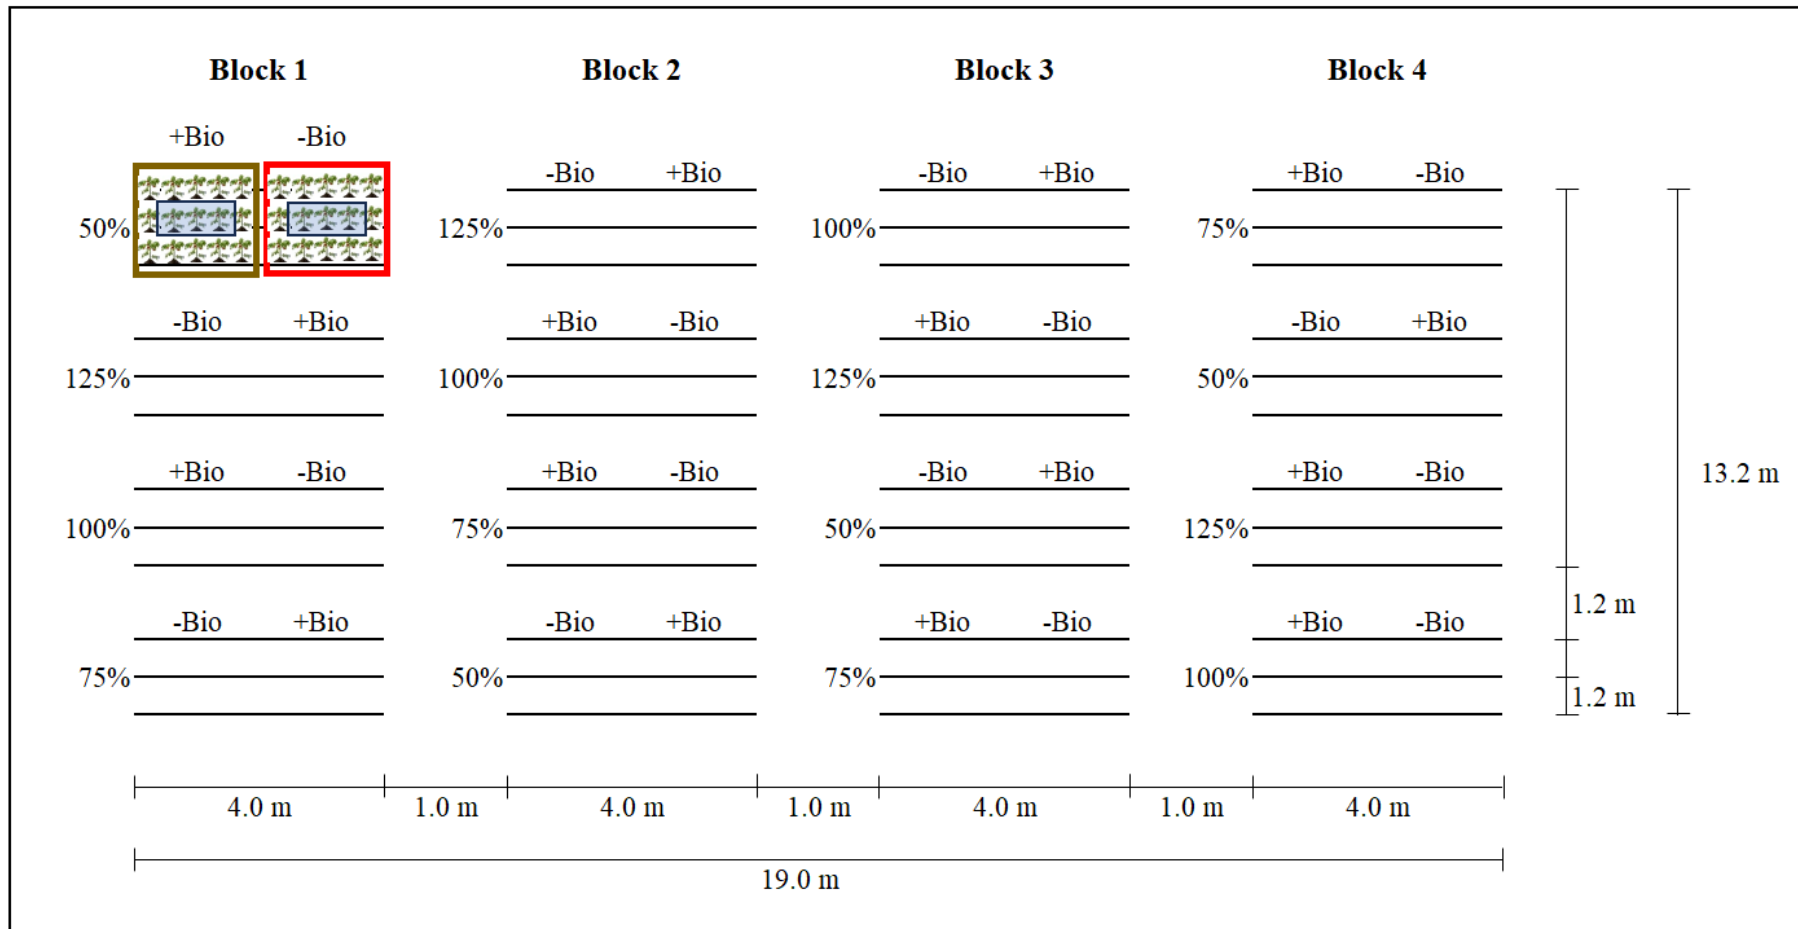 Block 1 Block 2 Block 3 Block 4
+Bio -Bio
-Bio +Bio -Bio +Bio +Bio -Bio
50% 125% 100% 75%
-Bio +Bio +Bio -Bio +Bio -Bio -Bio +Bio
125% 100% 125% 50%
+Bio -Bio +Bio -Bio -Bio +Bio +Bio -Bio
13.2 m
100% 75% 50% 125%
1.2 m
-Bio +Bio -Bio +Bio +Bio -Bio +Bio -Bio
75% 50% 75% 100%
1.2 m
4.0 m 1.0 m 4.0 m 1.0 m 4.0 m 1.0 m 4.0 m
19.0 m